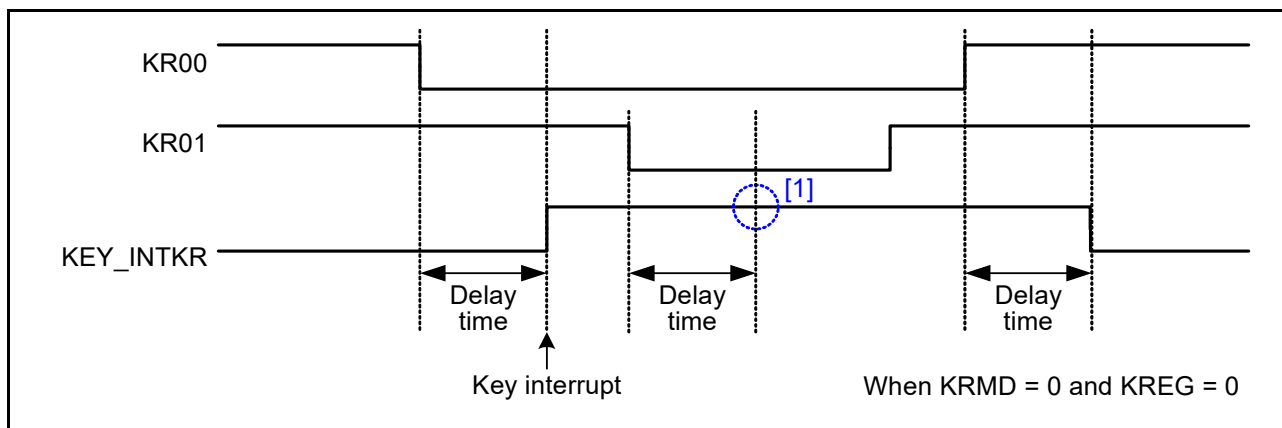 KR00
KR01
[1]
KEY_INTKR
Delay
time
Delay
time
Delay
time
Key interrupt
When KRMD = 0 and KREG = 0